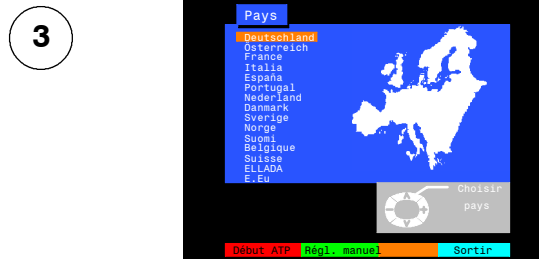 3
Pays
Deutschland
Österreich
France
Italia
España
Portugal
Nederland
Danmark
Sverige
Norge
Suomi
Belgique
Suisse
ELLADA
E.Eu
Choisir
pays
Début ATP Régl. manuel Sortir